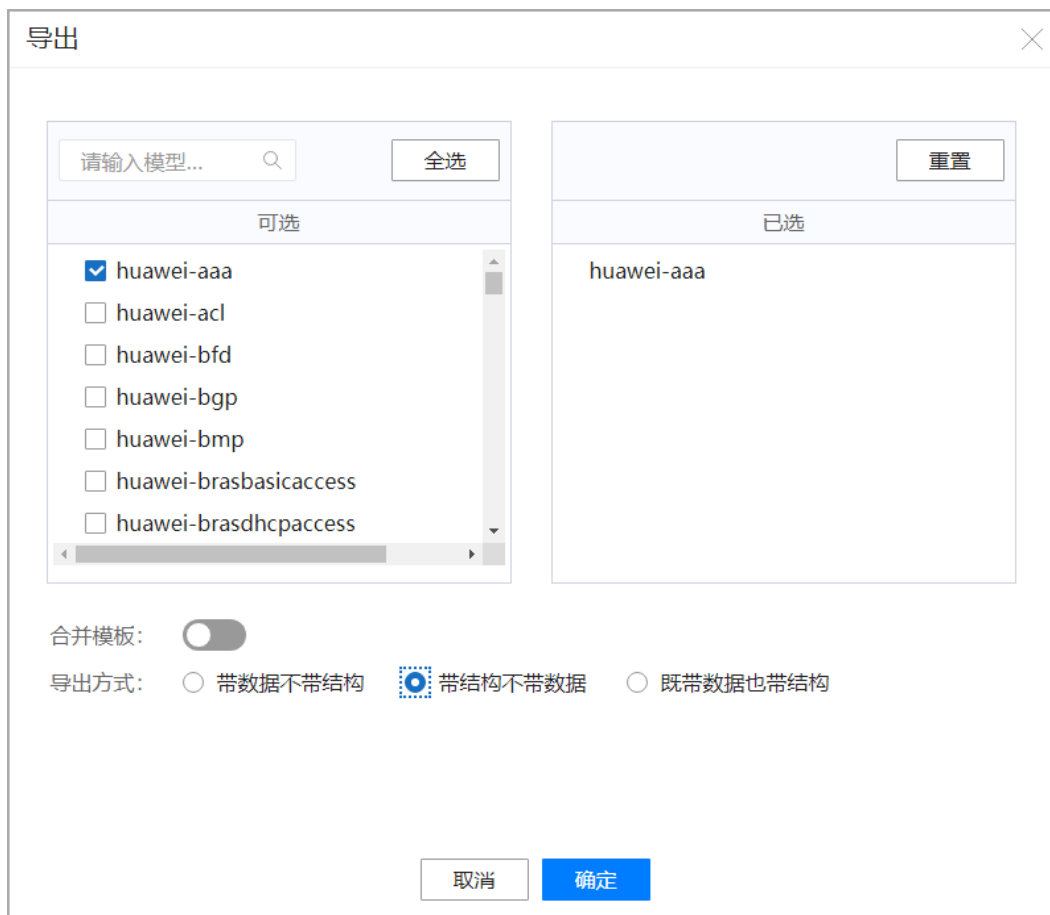 导出
请输入模型...
全选
重置
可选
已选
huawei-aaa
huawei-aaa
huawei-acl
huawei-bfd
huawei-bgp
huawei-bmp
huawei-brasbasicaccess
huawei-brasdhcpaccess
合并模板：
导出方式： 带数据不带结构 带结构不带数据 既带数据也带结构
取消 确定